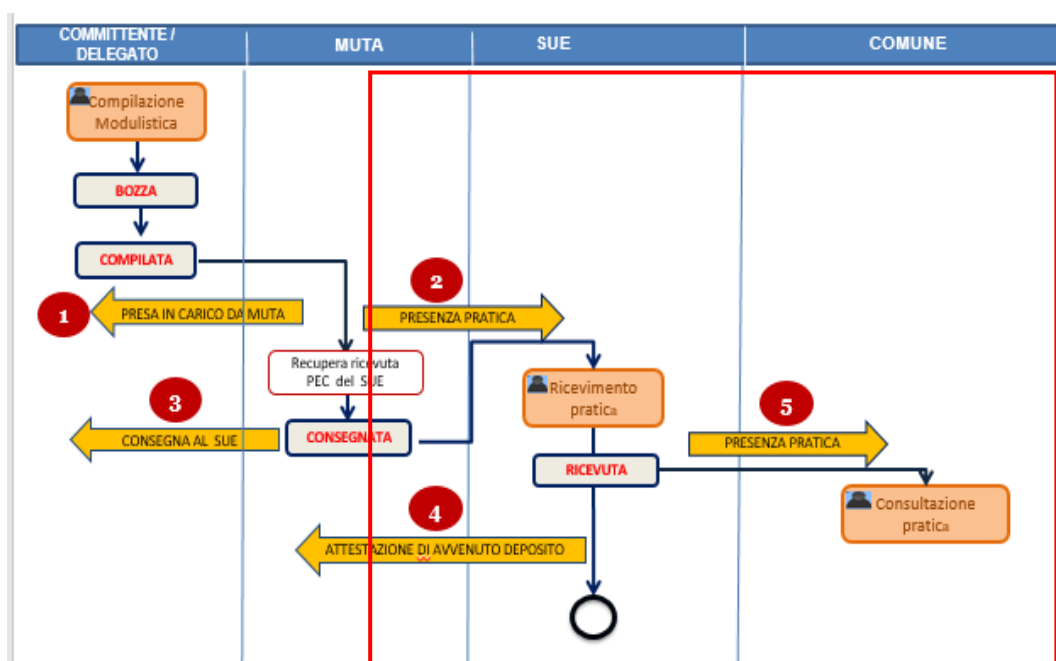 COMMITTENTE /
DELEGATO
MUTA
SUE
COMUNE
Compilazione
Modulistica
BOZZA
COMPILATA
2
1
PRESA IN CARICO DA MUTA
PRESENZA PRATICA
Recupera ricevuta
PEC del SUE
Ricevimento
pratica
3
5
CONSEGNA AL SUE
CONSEGNATA
PRESENZA PRATICA
RICEVUTA
Consultazione
pratica
4
ATTESTAZIONE DI AVVENUTO DEPOSITO